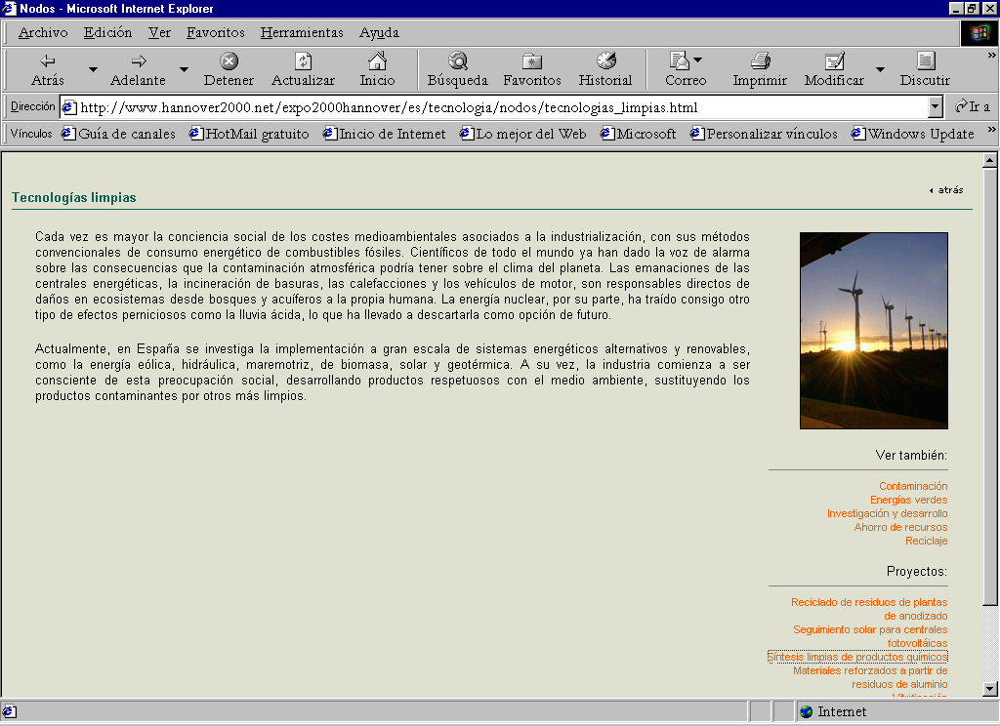 Nodos - Microsoft Internet Explorer
Archivo Edición Ver Favoritos Herramientas Ayuda
Atrás Adelante Detener Actualizar Inicio Búsqueda Favoritos Historial Correo Imprimir Modificar Discutir »
Dirección http://www.hannover2000.net/expo2000hannover/es/tecnologia/nodos/tecnologias_limpias.html Ir a
Vínculos Guía de canales HotMail gratuito Inicio de Internet Lo mejor del Web Microsoft Personalizar vínculos Windows Update »
atrás
Tecnologías limpias
Cada vez es mayor la conciencia social de los costes medioambientales asociados a la industrialización, con sus métodos
convencionales de consumo energético de combustibles fósiles. Científicos de todo el mundo ya han dado la voz de alarma
sobre las consecuencias que la contaminación atmosférica podría tener sobre el clima del planeta. Las emanaciones de las
centrales energéticas, la incineración de basuras, las calefacciones y los vehículos de motor, son responsables directos de
daños en ecosistemas desde bosques y acuíferos a la propia humana. La energía nuclear, por su parte, ha traído consigo otro
tipo de efectos perniciosos como la lluvia ácida, lo que ha llevado a descartarla como opción de futuro.
Actualmente, en España se investiga la implementación a gran escala de sistemas energéticos alternativos y renovables,
como la energía eólica, hidráulica, maremotriz, de biomasa, solar y geotérmica. A su vez, la industria comienza a ser
consciente de esta preocupación social, desarrollando productos respetuosos con el medio ambiente, sustituyendo los
productos contaminantes por otros más limpios.
Ver también:
Contaminación
Energías verdes
Investigación y desarrollo
Ahorro de recursos
Reciclaje
Proyectos:
Reciclado de residuos de plantas
de anodizado
Seguimiento solar para centrales
fotovoltáicas
Síntesis limpias de productos químicos
Materiales reforzados a partir de
residuos de aluminio
Internet